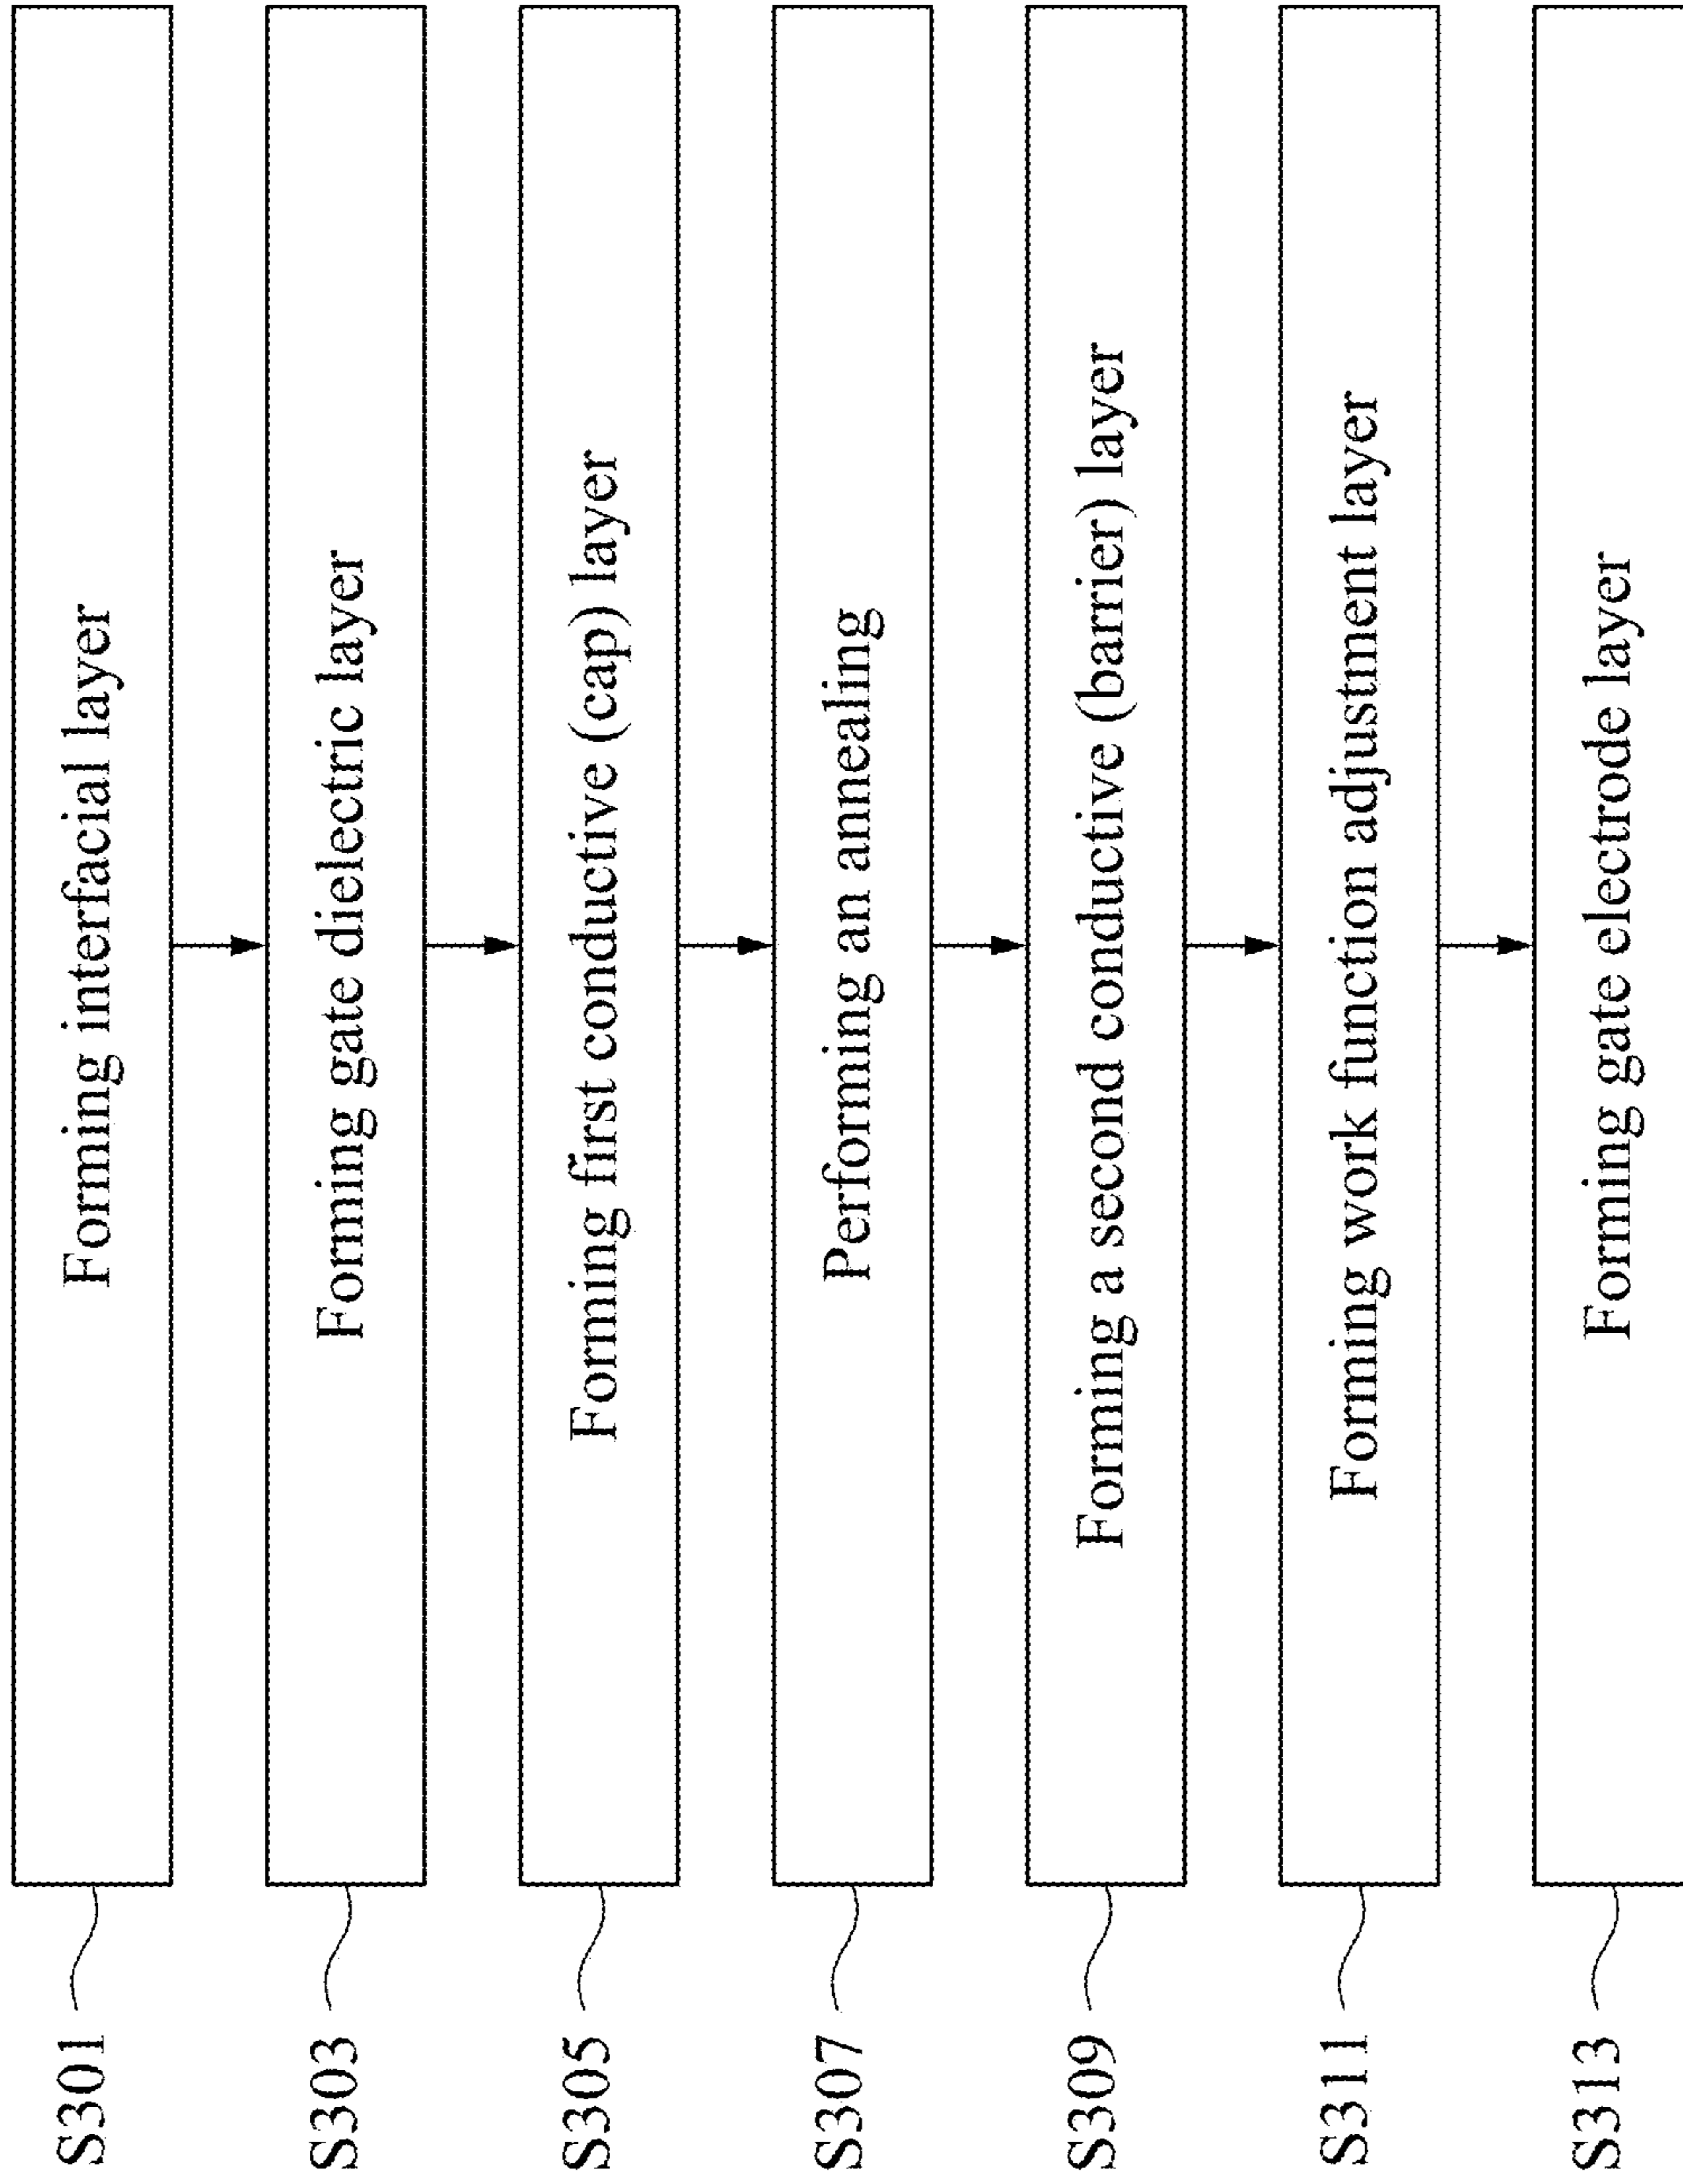 S301
Forming interfacial layer
S303
Forming gate dielectric layer
S305
Forming first conductive (cap) layer
S307
Performing an annealing
S309
Forming a second conductive (barrier) layer
S311
Forming work function adjustment layer
S313
Forming gate electrode layer